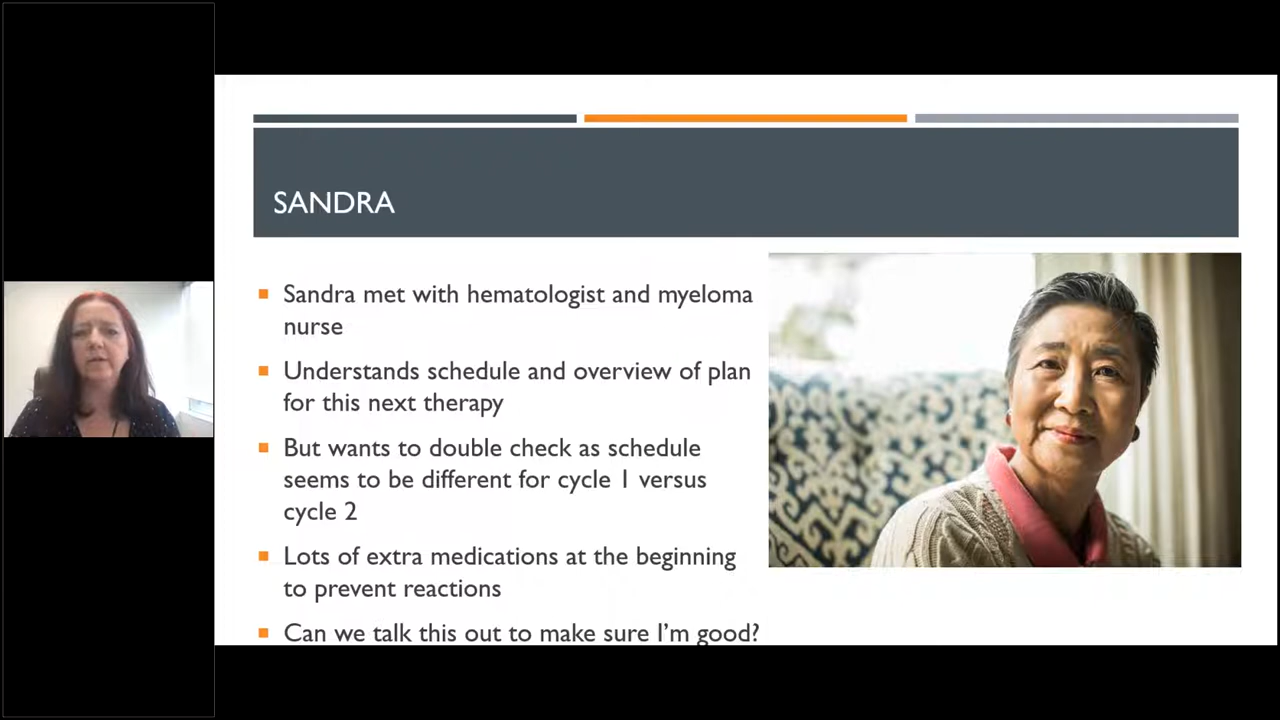 SANDRA
Sandra met with hematologist and myeloma
nurse
Understands schedule and overview of plan
for this next therapy
But wants to double check as schedule
seems to be different for cycle 1 versus
cycle 2
Lots of extra medications at the beginning
to prevent reactions
Can we talk this out to make sure I'm good?